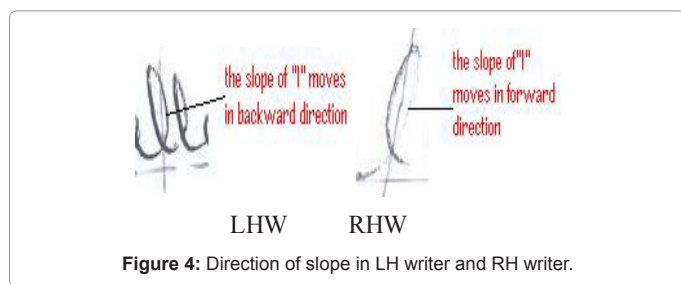 the slope of "l" moves
in backward direction
the slope of"l"
moves in forward
direction
LHW RHW
Figure 4: Direction of slope in LH writer and RH writer.